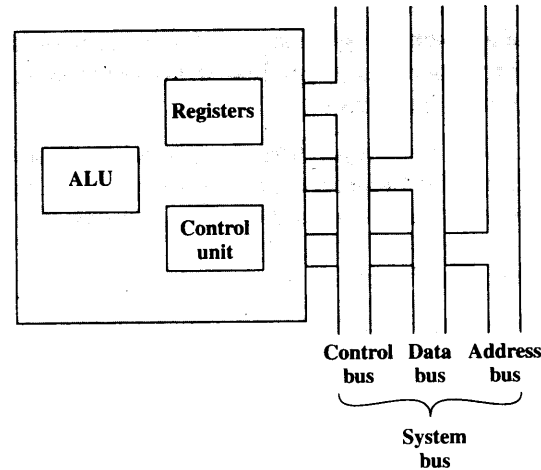 Registers
ALU
Control
unit
Control Data Address
bus bus bus
System
bus